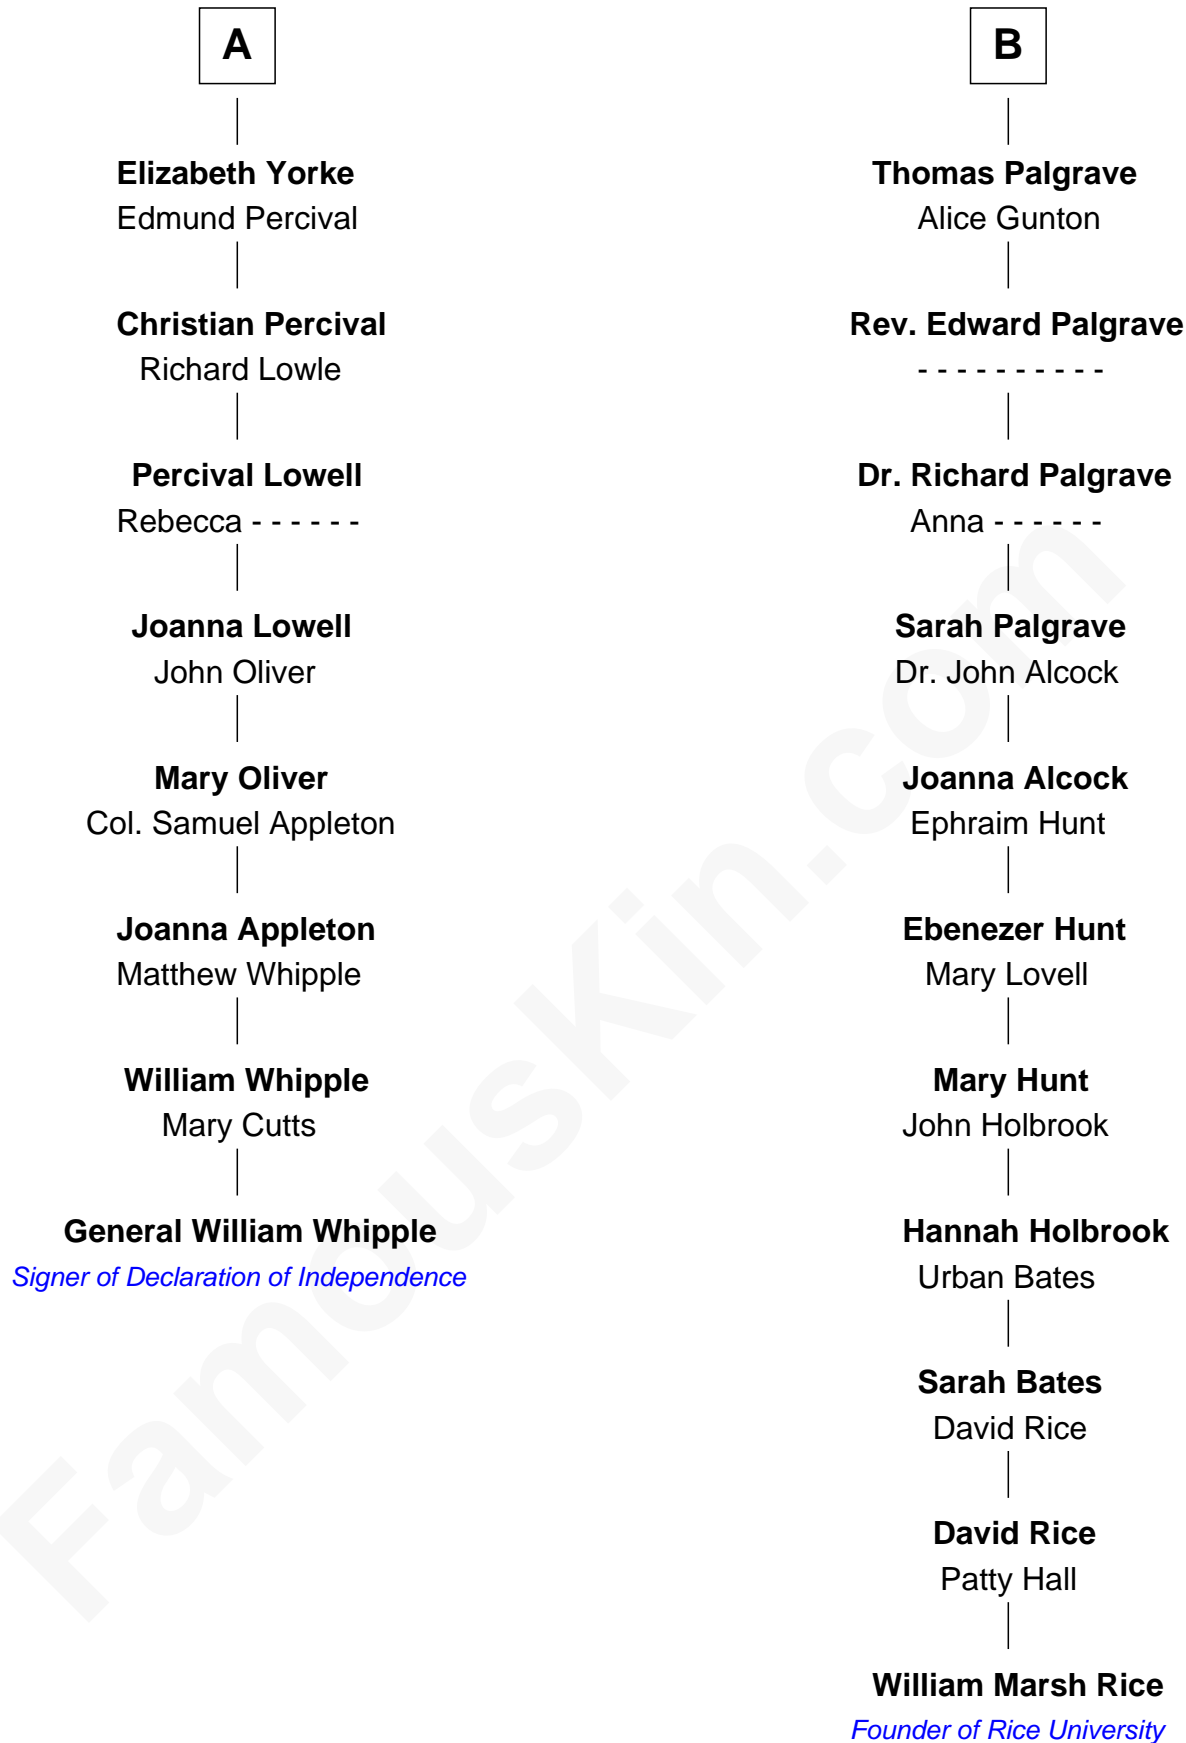 A
Elizabeth Yorke
Edmund Percival
Christian Percival
Richard Lowle
Percival Lowell
Rebecca - - - - - -
Joanna Lowell
John Oliver
Mary Oliver
Col. Samuel Appleton
Joanna Appleton
Matthew Whipple
William Whipple
Mary Cutts
General William Whipple
Signer of Declaration of Independence
B
Thomas Palgrave
Alice Gunton
Rev. Edward Palgrave
- - - - - - - - - -
Dr. Richard Palgrave
Anna - - - - - -
Sarah Palgrave
Dr. John Alcock
Joanna Alcock
Ephraim Hunt
Ebenezer Hunt
Mary Lovell
Mary Hunt
John Holbrook
Hannah Holbrook
Urban Bates
Sarah Bates
David Rice
David Rice
Patty Hall
William Marsh Rice
Founder of Rice University
FamousKin.com